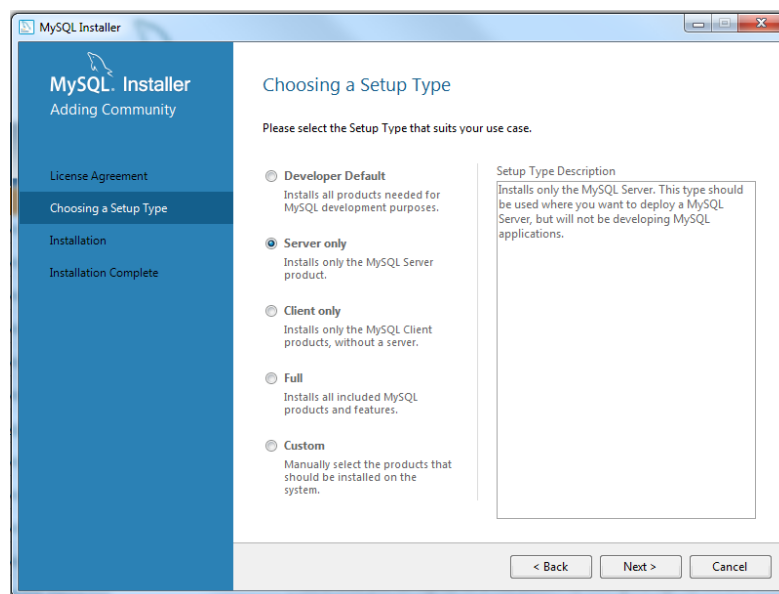 MySQL Installer
MySQL. Installer
Adding Community
License Agreement
Choosing a Setup Type
Installation
Installation Complete
Choosing a Setup Type
Please select the Setup Type that suits your use case.
Developer Default
Installs all products needed for
MySQL development purposes.
Server only
Installs only the MySQL Server
product.
Client only
Installs only the MySQL Client
products, without a server.
Full
Installs all included MySQL
products and features.
Custom
Manually select the products that
should be installed on the
system.
Setup Type Description
Installs only the MySQL Server. This type should
be used where you want to deploy a MySQL
Server, but will not be developing MySQL
applications.
< Back
Next >
Cancel